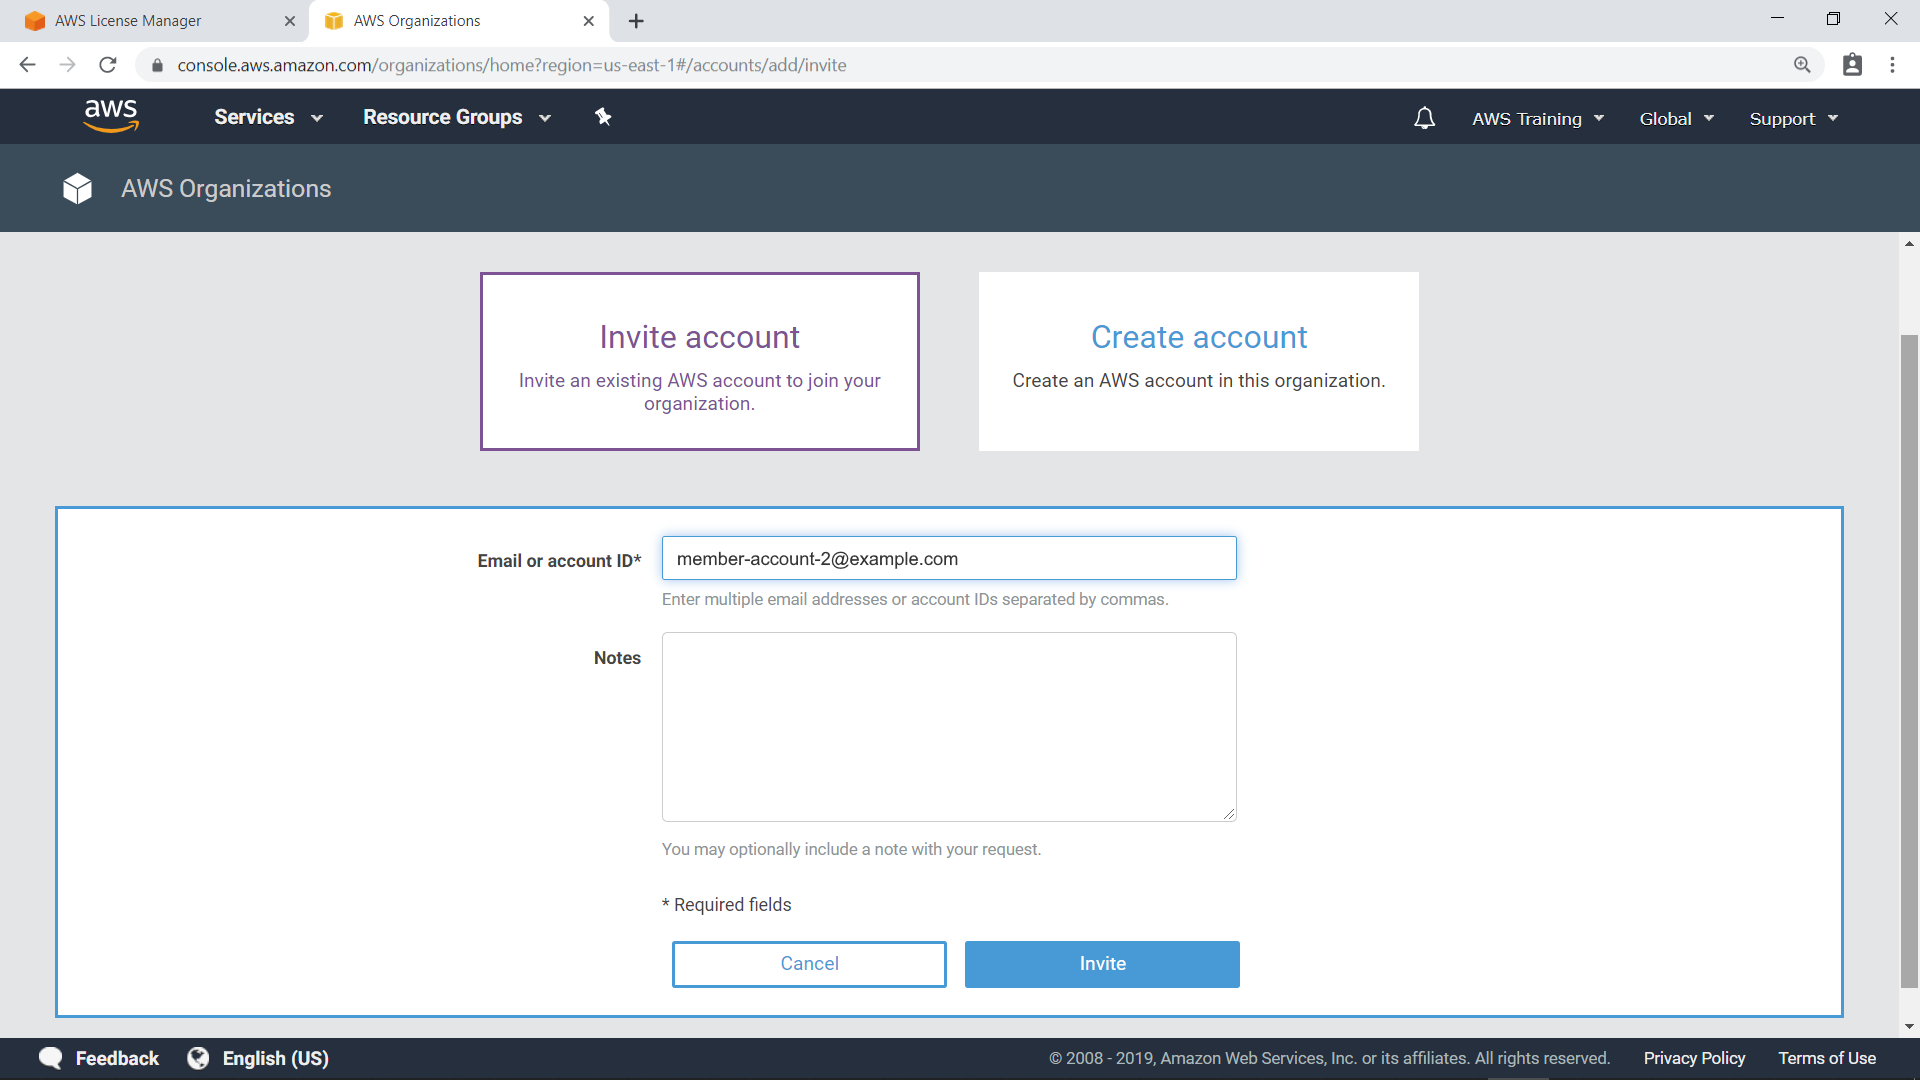 AWS License Manager
AWS Organizations
console.aws.amazon.com/organizations/home?region=us-east-1#/accounts/add/invite
aws
Services
Resource Groups
AWS Training
Global
Support
AWS Organizations
Invite account
Invite an existing AWS account to join your
organization.
Create account
Create an AWS account in this organization.
Email or account ID*
member-account-2@example.com
Enter multiple email addresses or account IDs separated by commas.
Notes
You may optionally include a note with your request.
* Required fields
Cancel
Invite
Feedback
English (US)
© 2008 - 2019, Amazon Web Services, Inc. or its affiliates. All rights reserved.
Privacy Policy
Terms of Use